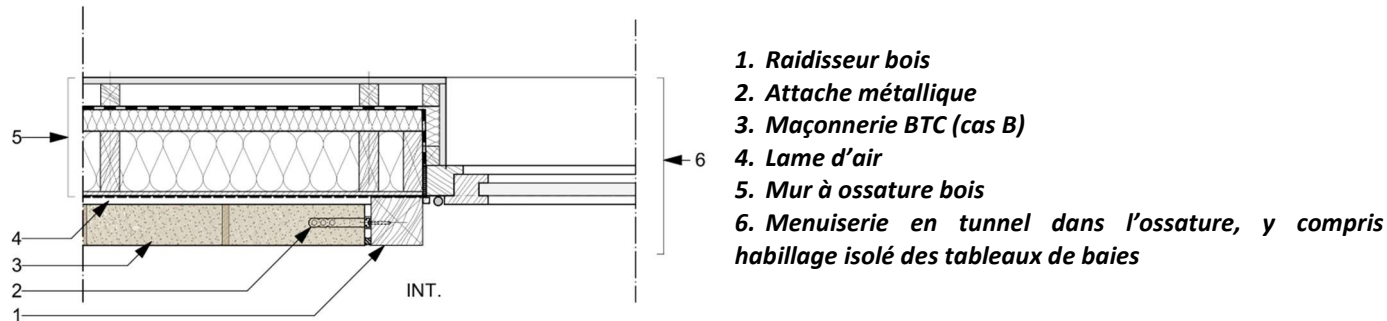 5
4
3
2
1
INT.
6
1. Raidisseur bois
2. Attache métallique
3. Maçonnerie BTC (cas B)
4. Lame d’air
5. Mur à ossature bois
6. Menuiserie en tunnel dans l’ossature, y compris
habillage isolé des tableaux de baies